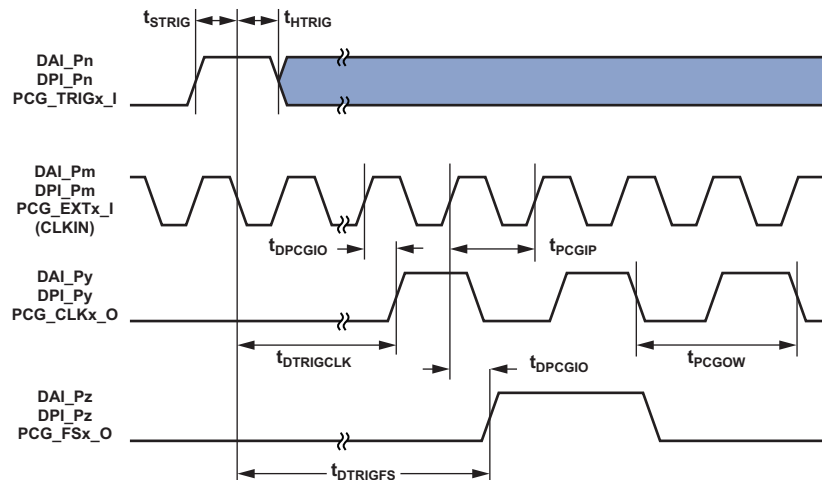 tSTRIG
tHTRIG
DAI_Pn
DPI_Pn
PCG_TRIGx_I
DAI_Pm
DPI_Pm
PCG_EXTx_I
(CLKIN)
tDPCGIO
tPCGIP
DAI_Py
DPI_Py
PCG_CLKx_O
tDTRIGCLK
tDPCGIO
tPCGOW
DAI_Pz
DPI_Pz
PCG_FSx_O
tDTRIGFS